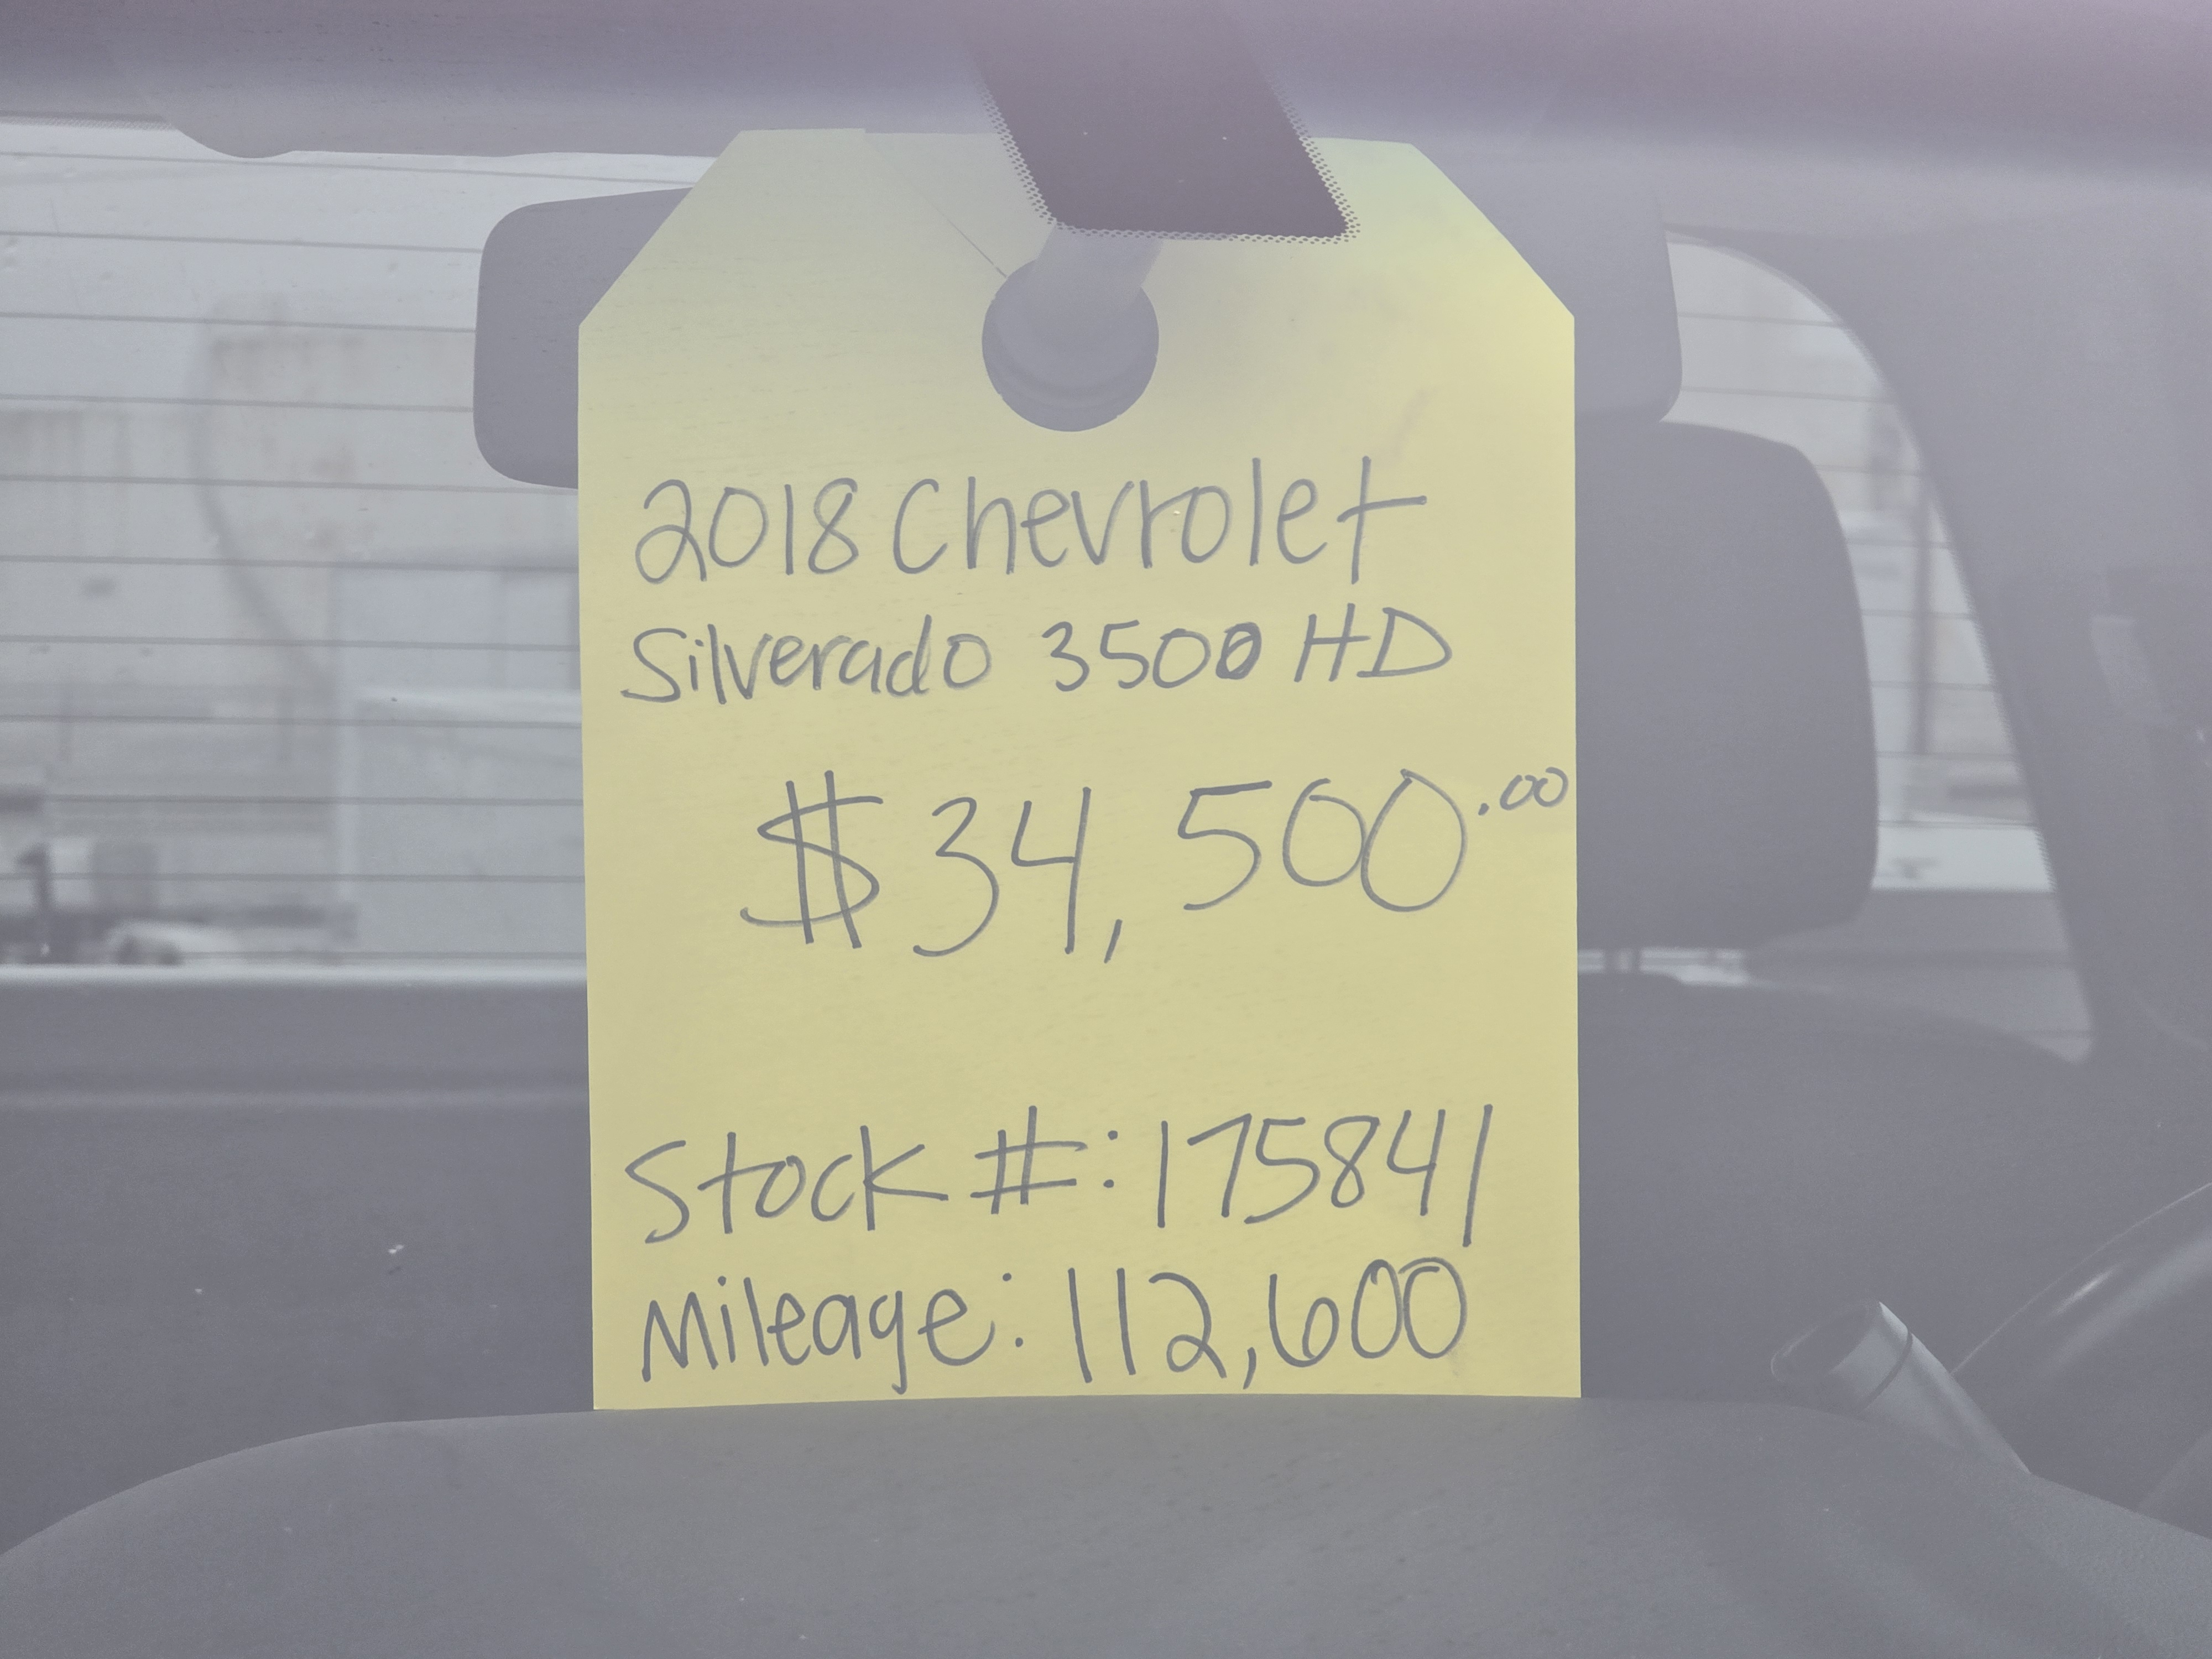 2018 Chevrolet
Silverado 3500 HD
$34,500.00
Stock #: 175841
Mileage: 112,600